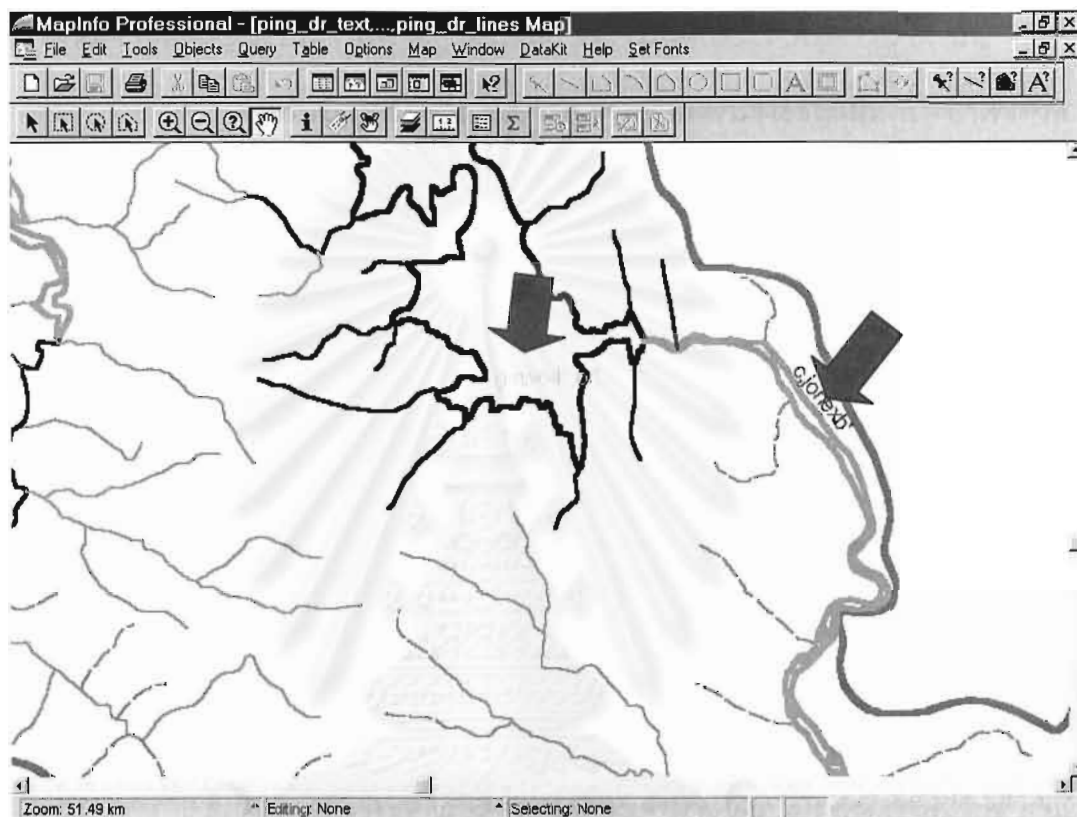 MapInfo Professional - [ping_dr_text,...,ping_dr_lines Map]
File Edit Tools Objects Query Table Options Map Window DataKit Help Set Fonts
c,jonexb'
Zoom: 51.49 km Editing: None Selecting: None